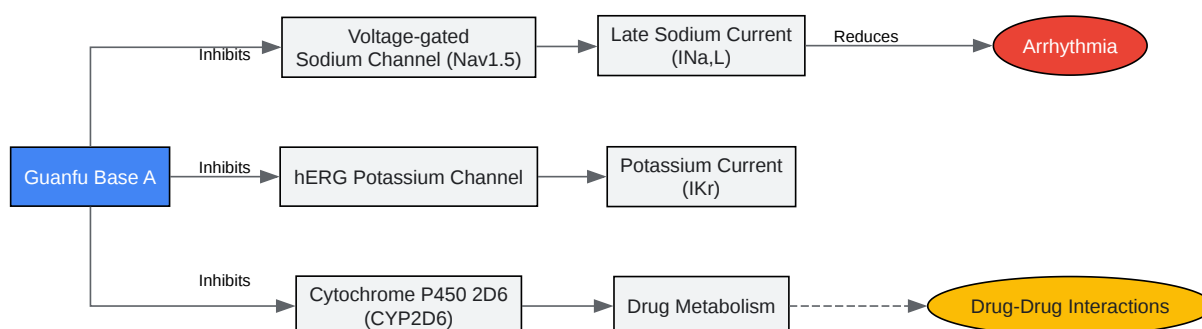 Voltage-gated
Sodium Channel (Nav1.5)
Late Sodium Current
(INa,L)
Reduces
Arrhythmia
Inhibits
Guanfu Base A
Inhibits
hERG Potassium Channel
Potassium Current
(IKr)
Inhibits
Cytochrome P450 2D6
(CYP2D6)
Drug Metabolism
Drug-Drug Interactions